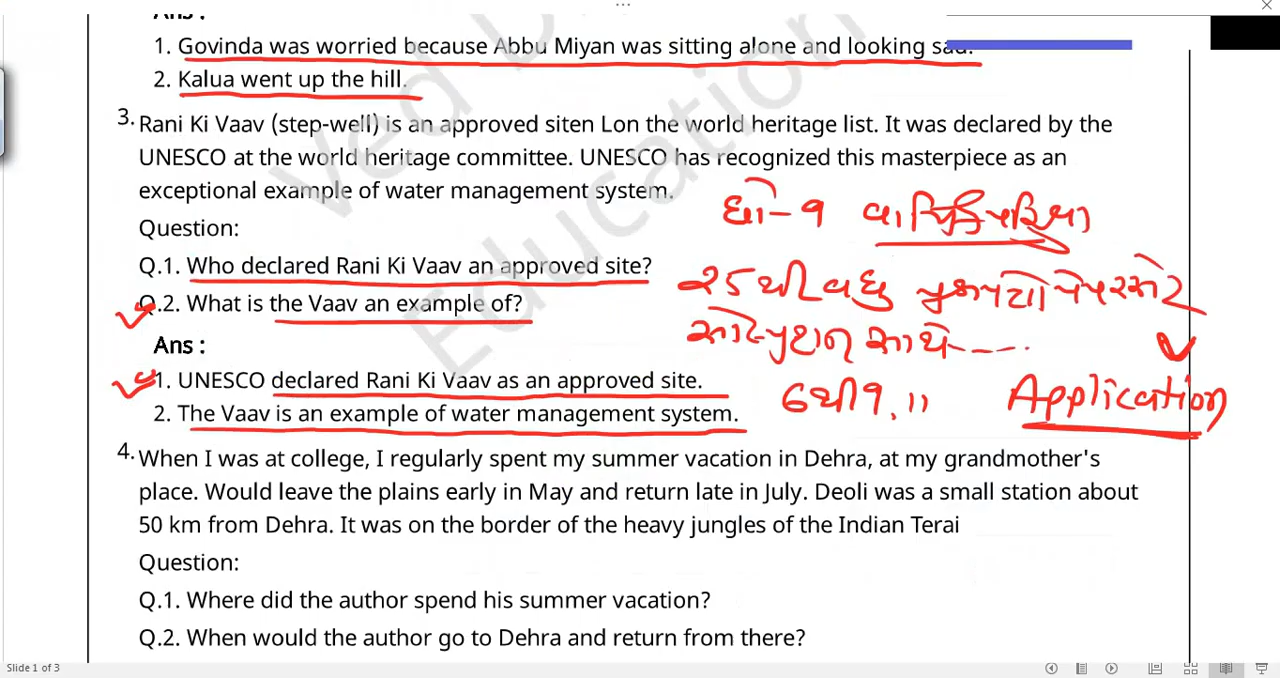 Ans :
1. Govinda was worried because Abbu Miyan was sitting alone and looking sad.
2. Kalua went up the hill.
3. Rani Ki Vaav (step-well) is an approved siten Lon the world heritage list. It was declared by the
UNESCO at the world heritage committee. UNESCO has recognized this masterpiece as an
exceptional example of water management system.
Question:
Q.1. Who declared Rani Ki Vaav an approved site?
Q.2. What is the Vaav an example of?
Ans :
1. UNESCO declared Rani Ki Vaav as an approved site.
2. The Vaav is an example of water management system.
ધો-૧
૨૫થી વધુ
સોલ્યુશન સાથે----.
Application
4. When I was at college, I regularly spent my summer vacation in Dehra, at my grandmother's
place. Would leave the plains early in May and return late in July. Deoli was a small station about
50 km from Dehra. It was on the border of the heavy jungles of the Indian Terai
Question:
Q.1. Where did the author spend his summer vacation?
Q.2. When would the author go to Dehra and return from there?
Ved
Education
Slide 1 of 3